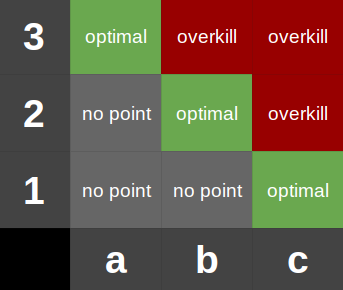 3 optimal overkill overkill
2 no point optimal overkill
1 no point no point optimal
a b c